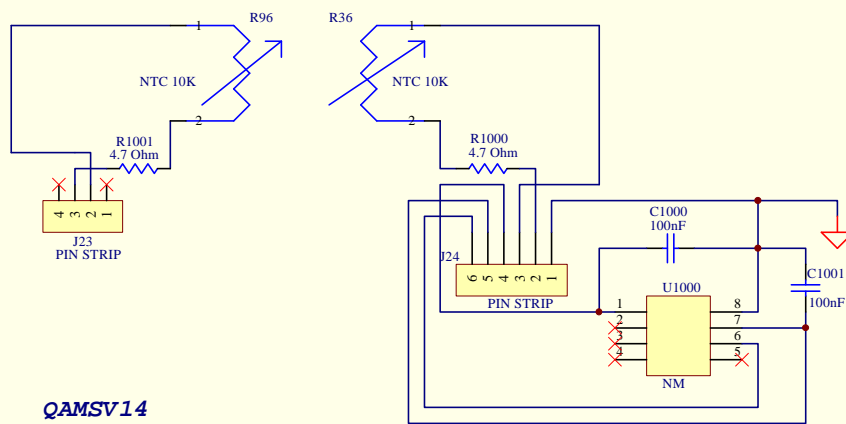 R96
R36
1
1
NTC 10K
NTC 10K
2
2
R1001
4.7 Ohm
R1000
4.7 Ohm
4
3
2
1
J23
PIN STRIP
J24
6
5
4
3
2
1
PIN STRIP
C1000
100nF
C1001
100nF
U1000
1
8
2
7
3
6
4
5
NM
QAMSV14